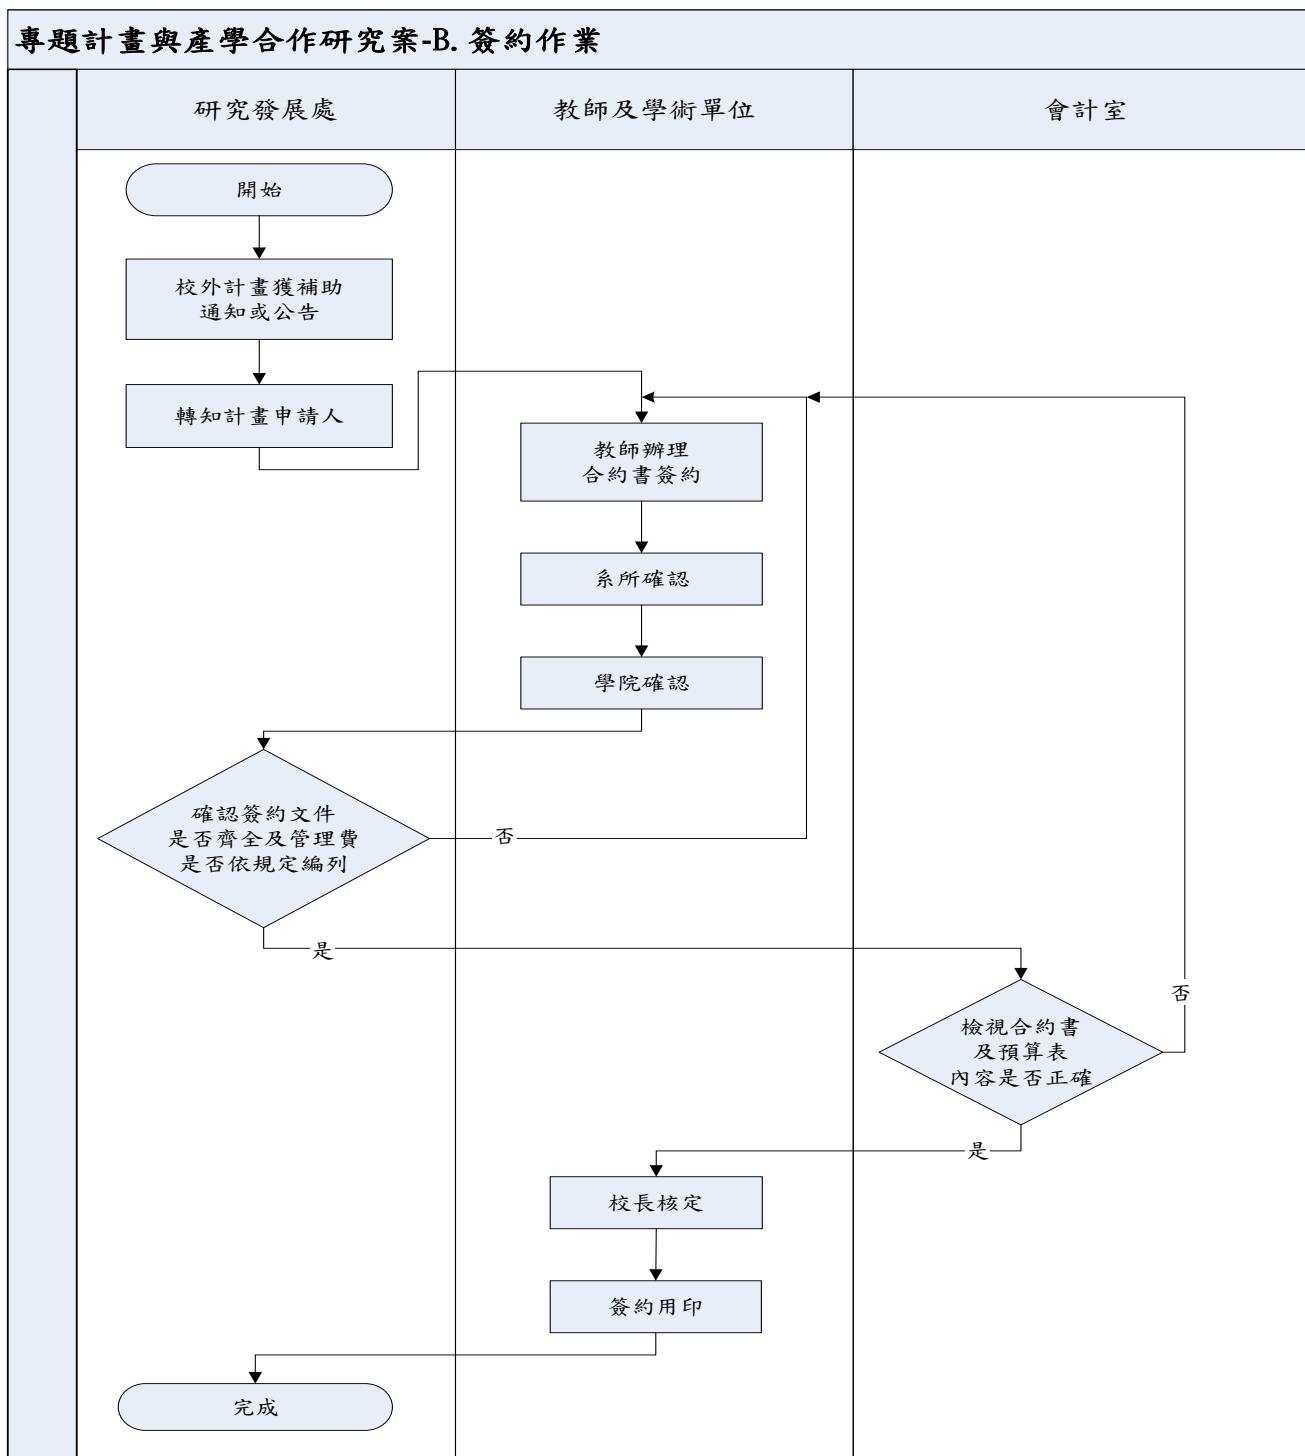 專題計畫與產學合作研究案-B. 簽約作業
研究發展處
教師及學術單位
會計室
開始
校外計畫獲補助
通知或公告
轉知計畫申請人
教師辦理
合約書簽約
系所確認
學院確認
確認簽約文件
是否齊全及管理費
是否依規定編列
否
是
檢視合約書
及預算表
內容是否正確
否
是
校長核定
簽約用印
完成